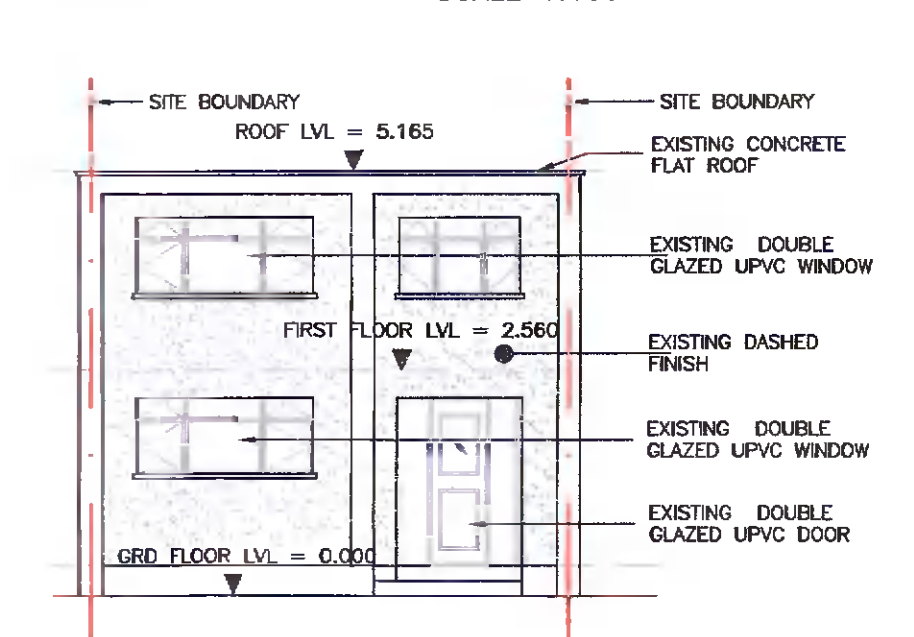 SITE BOUNDARY
SITE BOUNDARY
ROOF LVL = 5.165
EXISTING CONCRETE
FLAT ROOF
EXISTING DOUBLE
GLAZED UPVC WINDOW
FIRST FLOOR LVL = 2.560
EXISTING DASHED
FINISH
EXISTING DOUBLE
GLAZED UPVC WINDOW
EXISTING DOUBLE
GLAZED UPVC DOOR
GRD FLOOR LVL = 0.000